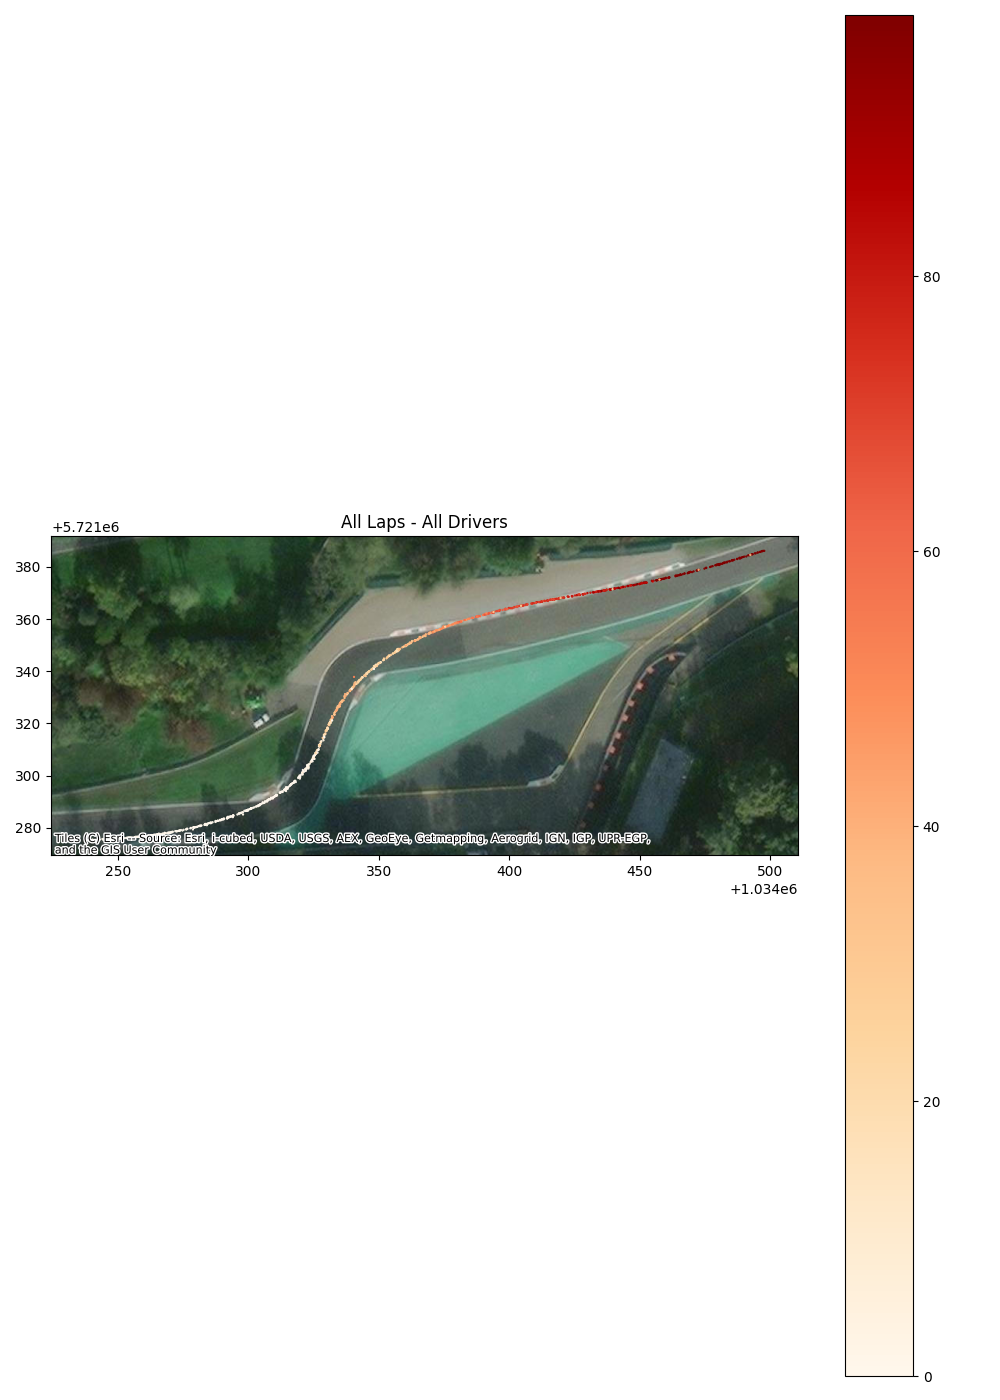 All Laps - All Drivers
+5.721e6
380
360
340
320
300
280
Tiles (C) Esri -- Source: Esri, i-cubed, USDA, USGS, AEX, GeoEye, Getmapping, Aerogrid, IGN, IGP, UPR-EGP,
and the GIS User Community
250 300 350 400 450 500
+1.034e6
80
60
40
20
0